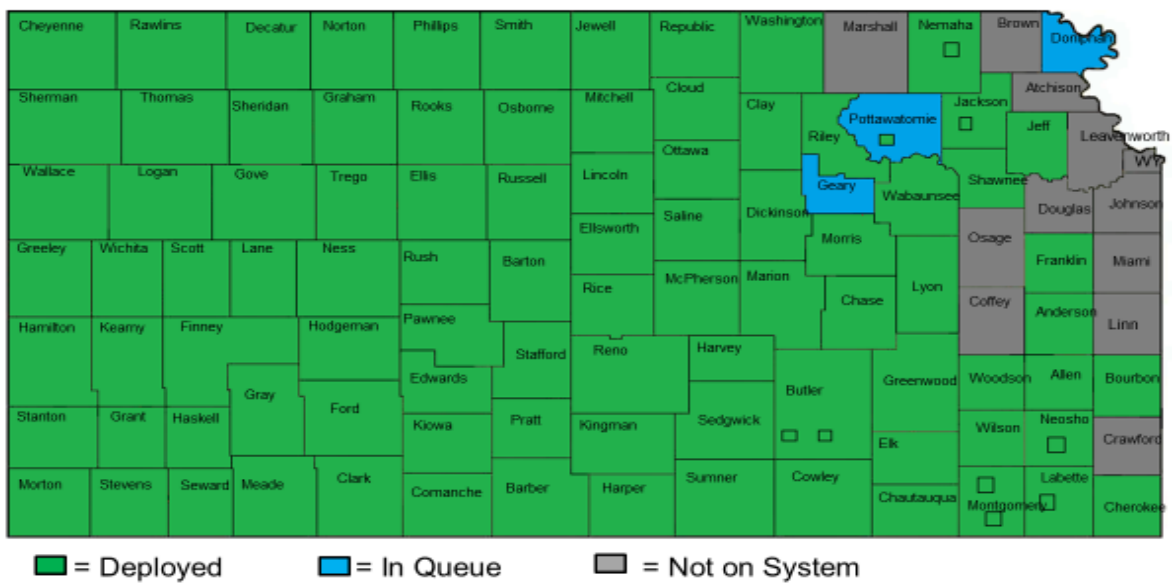 Cheyenne
Rawlins
Decatur
Norton
Phillips
Smith
Jewell
Republic
Washington
Marshall
Nemaha
Brown
Doniphan
Sherman
Thomas
Sheridan
Graham
Rooks
Osborne
Mitchell
Cloud
Clay
Riley
Pottawatomie
Jackson
Atchison
Jeff
Leavenworth
WY
Wallace
Logan
Gove
Trego
Ellis
Russell
Lincoln
Ottawa
Geary
Wabaunsee
Shawnee
Douglas
Johnson
Ellsworth
Saline
Dickinson
Morris
Osage
Greeley
Wichita
Scott
Lane
Ness
Rush
Barton
Rice
McPherson
Marion
Chase
Lyon
Franklin
Miami
Coffey
Anderson
Linn
Hamilton
Kearny
Finney
Hodgeman
Pawnee
Stafford
Reno
Harvey
Edwards
Gray
Ford
Butler
Greenwood
Woodson
Allen
Bourbon
Stanton
Grant
Haskell
Kiowa
Pratt
Kingman
Sedgwick
Elk
Wilson
Neosho
Crawford
Morton
Stevens
Seward
Meade
Clark
Comanche
Barber
Harper
Sumner
Cowley
Chautauqua
Montgomery
Labette
Cherokee
= Deployed
= In Queue
= Not on System